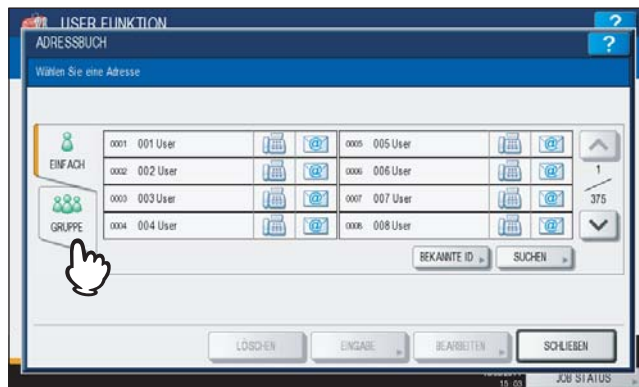 USER FUNKTION
?
ADRESSBUCH
?
Wählen Sie eine Adresse
EINFACH
GRUPPE
0001 001 User @ 0005 005 User @
0002 002 User @ 0006 006 User @
0003 003 User @ 0007 007 User @
0004 004 User @ 0008 008 User @
1
375
BEKANNTE ID
SUCHEN
LÖSCHEN
EINGABE
BEARBEITEN
SCHLIEßEN
15:03
JOB STATUS